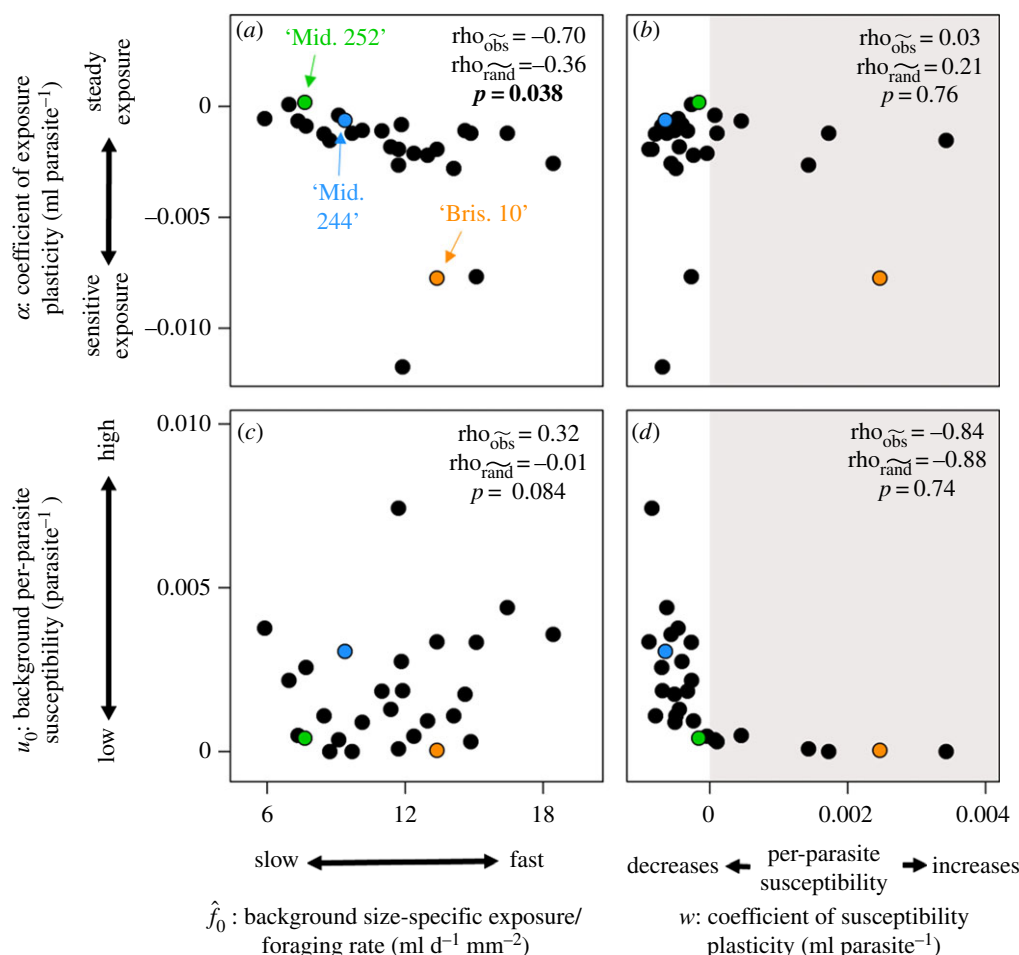 (a)
'Mid. 252'
rho~obs = –0.70
rho~rand = –0.36
p = 0.038
'Mid.
244'
'Bris. 10'
(b)
rho~obs = 0.03
rho~rand = 0.21
p = 0.76
α: coefficient of exposure
plasticity (ml parasite⁻¹)
steady
exposure
sensitive
exposure
0
–0.005
–0.010
(c)
rho~obs = 0.32
rho~rand = –0.01
p = 0.084
(d)
rho~obs = –0.84
rho~rand = –0.88
p = 0.74
u₀: background per-parasite
susceptibility (parasite⁻¹)
high
low
0.010
0.005
0
6 12 18
0 0.002 0.004
slow fast
decreases per-parasite increases
susceptibility
f̂₀ : background size-specific exposure/
foraging rate (ml d⁻¹ mm⁻²)
w: coefficient of susceptibility
plasticity (ml parasite⁻¹)